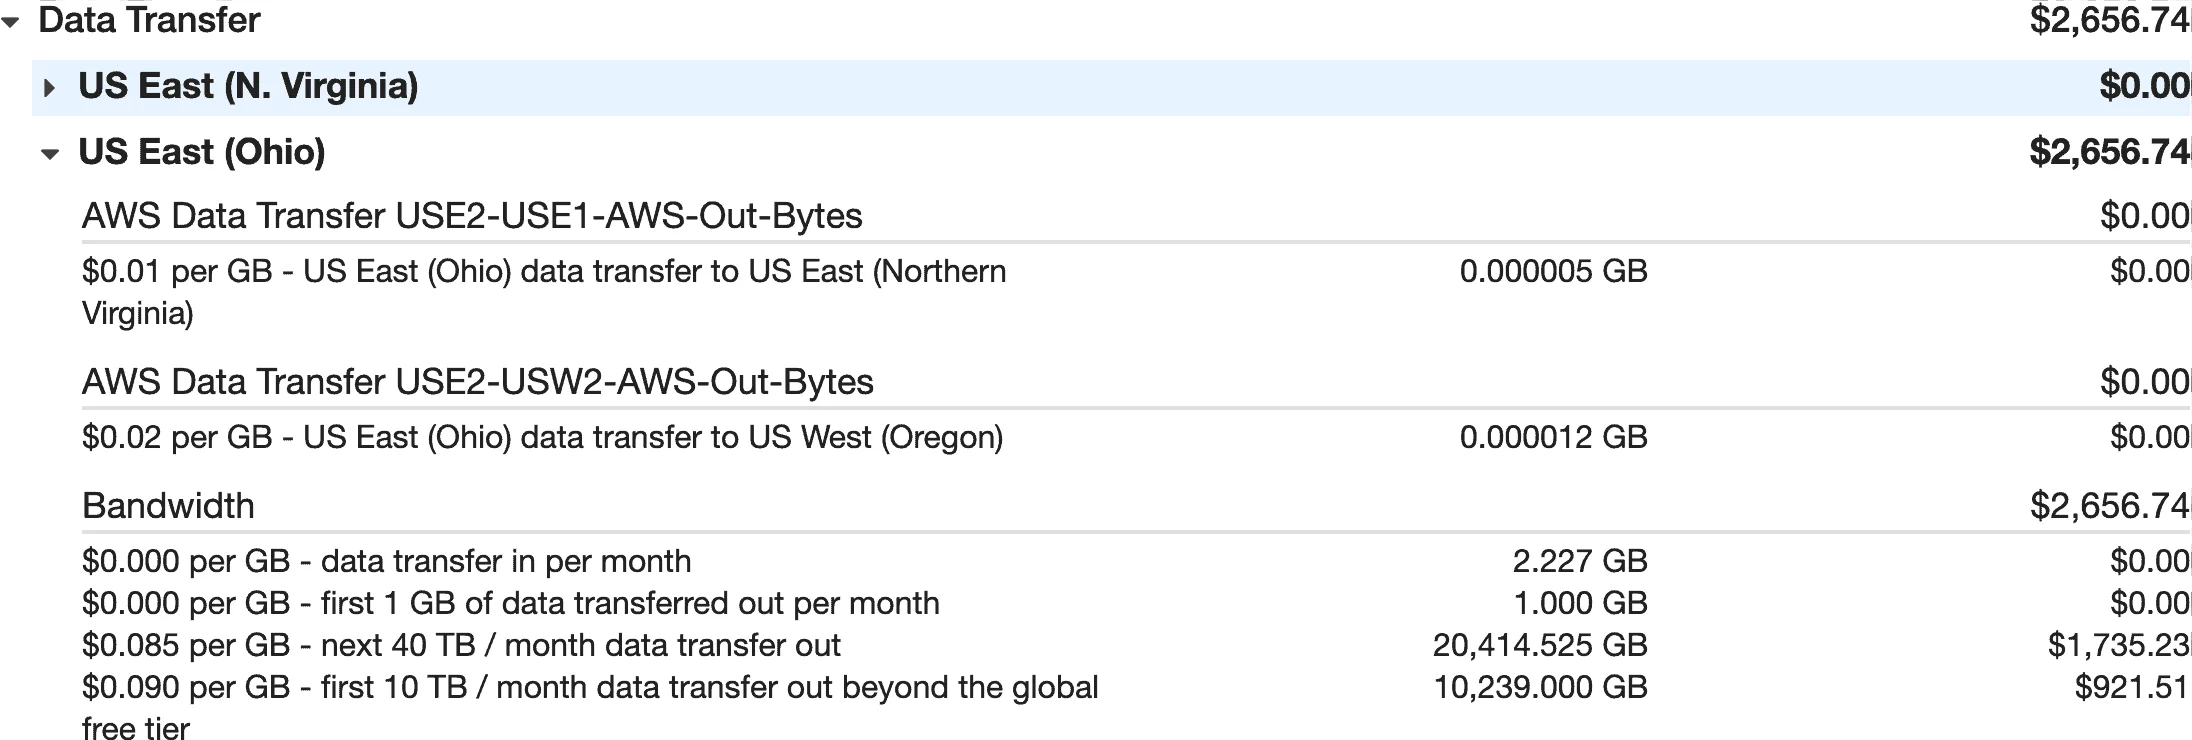 Data Transfer $2,656.74
US East (N. Virginia) $0.00
US East (Ohio) $2,656.74
AWS Data Transfer USE2-USE1-AWS-Out-Bytes $0.00
$0.01 per GB - US East (Ohio) data transfer to US East (Northern 0.000005 GB $0.00
Virginia)
AWS Data Transfer USE2-USW2-AWS-Out-Bytes $0.00
$0.02 per GB - US East (Ohio) data transfer to US West (Oregon) 0.000012 GB $0.00
Bandwidth $2,656.74
$0.000 per GB - data transfer in per month 2.227 GB $0.00
$0.000 per GB - first 1 GB of data transferred out per month 1.000 GB $0.00
$0.085 per GB - next 40 TB / month data transfer out 20,414.525 GB $1,735.23
$0.090 per GB - first 10 TB / month data transfer out beyond the global 10,239.000 GB $921.51
free tier